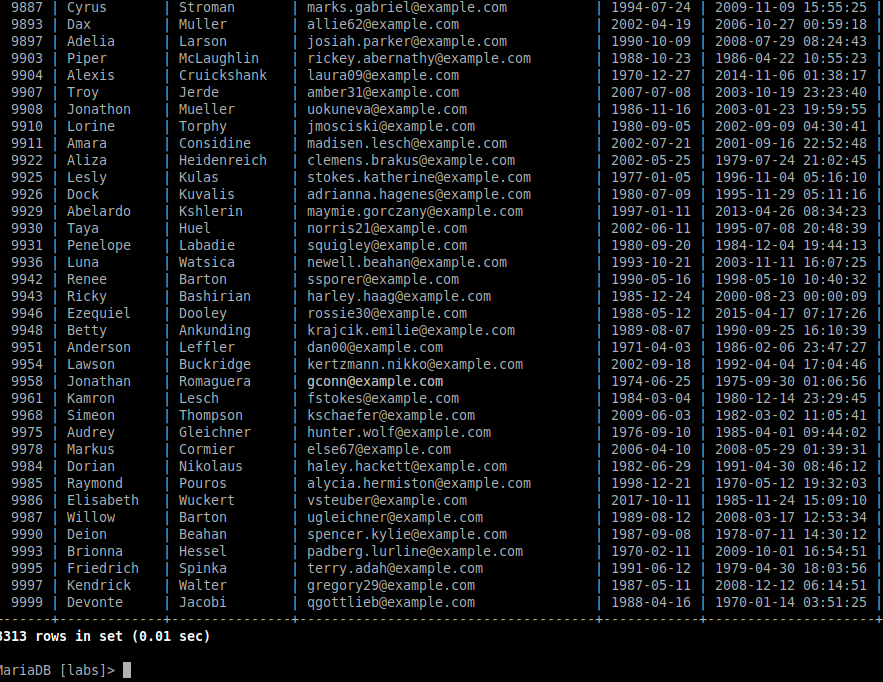 9887 | Cyrus | Stroman | marks.gabriel@example.com | 1994-07-24 | 2009-11-09 15:55:25 |
9893 | Dax | Muller | allie62@example.com | 2002-04-19 | 2006-10-27 00:59:18 |
9897 | Adelia | Larson | josiah.parker@example.com | 1990-10-09 | 2008-07-29 08:24:43 |
9903 | Piper | McLaughlin | rickey.abernathy@example.com | 1988-10-23 | 1986-04-22 10:55:23 |
9904 | Alexis | Cruickshank | laura09@example.com | 1970-12-27 | 2014-11-06 01:38:17 |
9907 | Troy | Jerde | amber31@example.com | 2007-07-08 | 2003-10-19 23:23:40 |
9908 | Jonathon | Mueller | uokuneva@example.com | 1986-11-16 | 2003-01-23 19:59:55 |
9910 | Lorine | Torphy | jmosciski@example.com | 1980-09-05 | 2002-09-09 04:30:41 |
9911 | Amara | Considine | madisen.lesch@example.com | 2002-07-21 | 2001-09-16 22:52:48 |
9922 | Aliza | Heidenreich | clemens.brakus@example.com | 2002-05-25 | 1979-07-24 21:02:45 |
9925 | Lesly | Kulas | stokes.katherine@example.com | 1977-01-05 | 1996-11-04 05:16:10 |
9926 | Dock | Kuvalis | adrianna.hagenes@example.com | 1980-07-09 | 1995-11-29 05:11:16 |
9929 | Abelardo | Kshlerin | maymie.gorczany@example.com | 1997-01-11 | 2013-04-26 08:34:23 |
9930 | Taya | Huel | norris21@example.com | 2002-06-11 | 1995-07-08 20:48:39 |
9931 | Penelope | Labadie | squigley@example.com | 1980-09-20 | 1984-12-04 19:44:13 |
9936 | Luna | Watsica | newell.beahan@example.com | 1993-10-21 | 2003-11-11 16:07:25 |
9942 | Renee | Barton | ssporer@example.com | 1990-05-16 | 1998-05-10 10:40:32 |
9943 | Ricky | Bashirian | harley.haag@example.com | 1985-12-24 | 2000-08-23 00:00:09 |
9946 | Ezequiel | Dooley | rossie30@example.com | 1988-05-12 | 2015-04-17 07:17:26 |
9948 | Betty | Ankunding | krajcik.emilie@example.com | 1989-08-07 | 1990-09-25 16:10:39 |
9951 | Anderson | Leffler | dan00@example.com | 1971-04-03 | 1986-02-06 23:47:27 |
9954 | Lawson | Buckridge | kertzmann.nikko@example.com | 2002-09-18 | 1992-04-04 17:04:46 |
9958 | Jonathan | Romaguera | gconn@example.com | 1974-06-25 | 1975-09-30 01:06:56 |
9961 | Kamron | Lesch | fstokes@example.com | 1984-03-04 | 1980-12-14 23:29:45 |
9968 | Simeon | Thompson | kschaefer@example.com | 2009-06-03 | 1982-03-02 11:05:41 |
9975 | Audrey | Gleichner | hunter.wolf@example.com | 1976-09-10 | 1985-04-01 09:44:02 |
9978 | Markus | Cormier | else67@example.com | 2006-04-10 | 2008-05-29 01:39:31 |
9984 | Dorian | Nikolaus | haley.hackett@example.com | 1982-06-29 | 1991-04-30 08:46:12 |
9985 | Raymond | Pouros | alycia.hermiston@example.com | 1998-12-21 | 1970-05-12 19:32:03 |
9986 | Elisabeth | Wuckert | vsteuber@example.com | 2017-10-11 | 1985-11-24 15:09:10 |
9987 | Willow | Barton | ugleichner@example.com | 1989-08-12 | 2008-03-17 12:53:34 |
9990 | Deion | Beahan | spencer.kylie@example.com | 1987-09-08 | 1978-07-11 14:30:12 |
9993 | Brionna | Hessel | padberg.lurline@example.com | 1970-02-11 | 2009-10-01 16:54:51 |
9995 | Friedrich | Spinka | terry.adah@example.com | 1991-06-12 | 1979-04-30 18:03:56 |
9997 | Kendrick | Walter | gregory29@example.com | 1987-05-11 | 2008-12-12 06:14:51 |
9999 | Devonte | Jacobi | qgottlieb@example.com | 1988-04-16 | 1970-01-14 03:51:25 |
3313 rows in set (0.01 sec)
MariaDB [labs]>